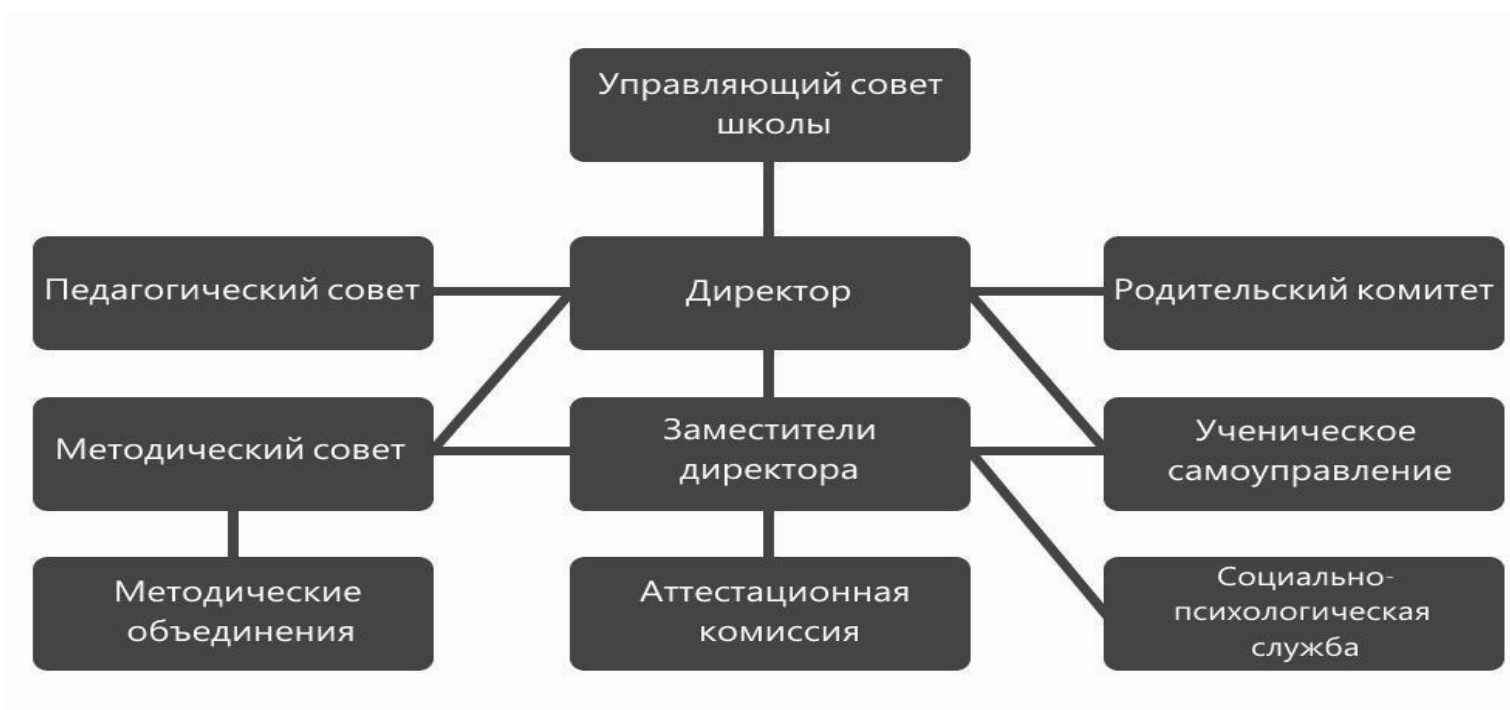 Управляющий совет
школы
Педагогический совет
Директор
Родительский комитет
Методический совет
Заместители
директора
Ученическое
самоуправление
Методические
объединения
Аттестационная
комиссия
Социально-
психологическая
служба